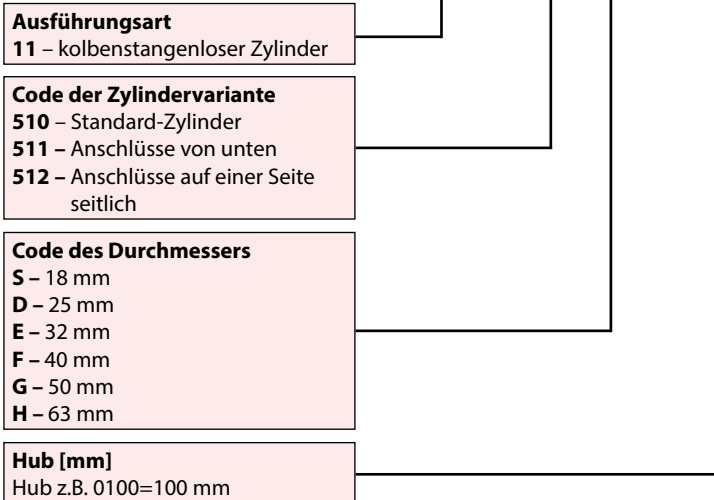 Ausführungsart
11 – kolbenstangenloser Zylinder
Code der Zylindervariante
510 – Standard-Zylinder
511 – Anschlüsse von unten
512 – Anschlüsse auf einer Seite
seitlich
Code des Durchmessers
S – 18 mm
D – 25 mm
E – 32 mm
F – 40 mm
G – 50 mm
H – 63 mm
Hub [mm]
Hub z.B. 0100=100 mm